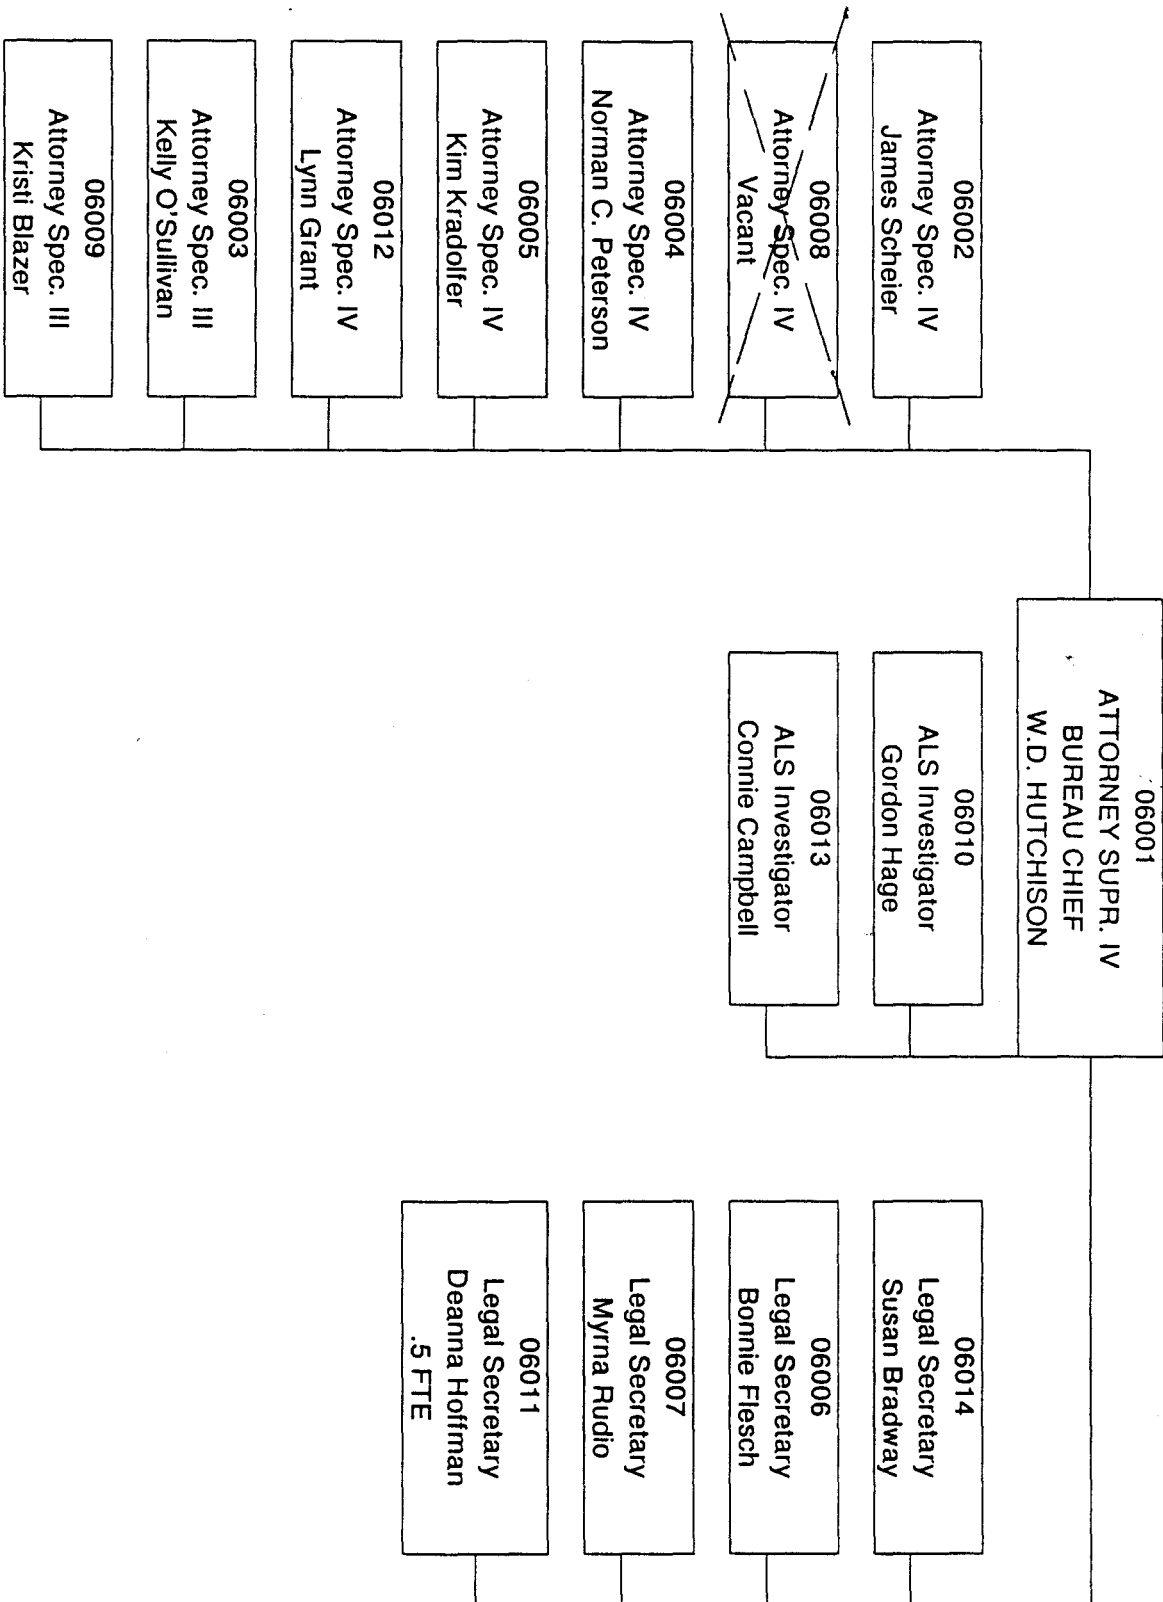 06001
ATTORNEY SUPR. IV
BUREAU CHIEF
W.D. HUTCHISON
06002
Attorney Spec. IV
James Scheier
06008
Attorney Spec. IV
Vacant
06004
Attorney Spec. IV
Norman C. Peterson
06005
Attorney Spec. IV
Kim Kradolfer
06012
Attorney Spec. IV
Lynn Grant
06003
Attorney Spec. III
Kelly O'Sullivan
06009
Attorney Spec. III
Kristi Blazer
06010
ALS Investigator
Gordon Hage
06013
ALS Investigator
Connie Campbell
06014
Legal Secretary
Susan Bradway
06006
Legal Secretary
Bonnie Flesch
06007
Legal Secretary
Myrna Rudio
06011
Legal Secretary
Deanna Hoffman
.5 FTE